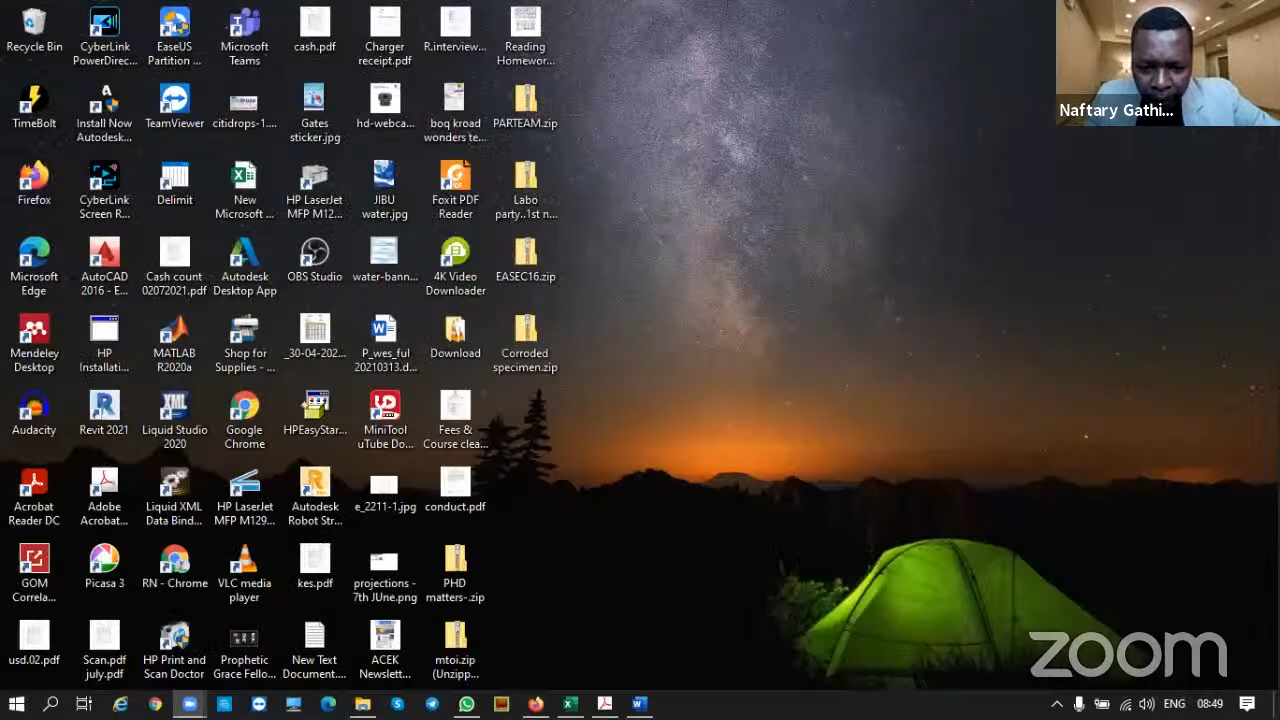 Recycle Bin
CyberLink
PowerDirec...
EaseUS
Partition ...
Microsoft
Teams
cash.pdf
Charger
receipt.pdf
R.interview...
Reading
Homewor...
Naftary Gathi...
TimeBolt
Install Now
Autodesk...
TeamViewer
citidrops-1....
Gates
sticker.jpg
hd-webca...
boq kroad
wonders te...
PARTEAM.zip
Firefox
CyberLink
Screen R...
Delimit
New
Microsoft ...
HP LaserJet
MFP M12...
JIBU
water.jpg
Foxit PDF
Reader
Labo
party..1st n...
Microsoft
Edge
AutoCAD
2016 - E...
Cash count
02072021.pdf
Autodesk
Desktop App
OBS Studio
water-bann...
4K Video
Downloader
EASEC16.zip
Mendeley
Desktop
HP
Installati...
MATLAB
R2020a
Shop for
Supplies - ...
_30-04-202...
P_wes_ful
20210313.d...
Download
Corroded
specimen.zip
Audacity
Revit 2021
Liquid Studio
2020
Google
Chrome
HPEasyStar...
MiniTool
uTube Do...
Fees &
Course clea...
Acrobat
Reader DC
Adobe
Acrobat...
Liquid XML
Data Bind...
HP LaserJet
MFP M129...
Autodesk
Robot Str...
e_2211-1.jpg
conduct.pdf
GOM
Correla...
Picasa 3
RN - Chrome
VLC media
player
kes.pdf
projections -
7th JUne.png
PHD
matters-.zip
usd.02.pdf
Scan.pdf
july.pdf
HP Print and
Scan Doctor
Prophetic
Grace Fello...
New Text
Document....
ACEK
Newslett...
mtoi.zip
(Unzipp...
zoom
ENG
08:49